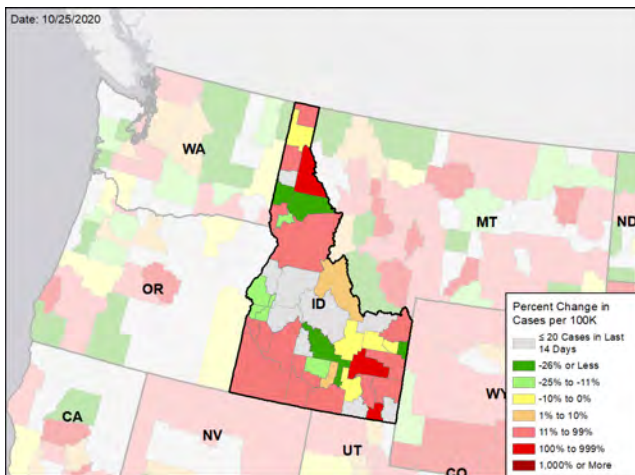 Date: 10/25/2020
WA
MT
ND
OR
ID
WY
CA
NV
UT
CO
Percent Change in
Cases per 100K
≤ 20 Cases in Last
14 Days
-26% or Less
-25% to -11%
-10% to 0%
1% to 10%
11% to 99%
100% to 999%
1,000% or More